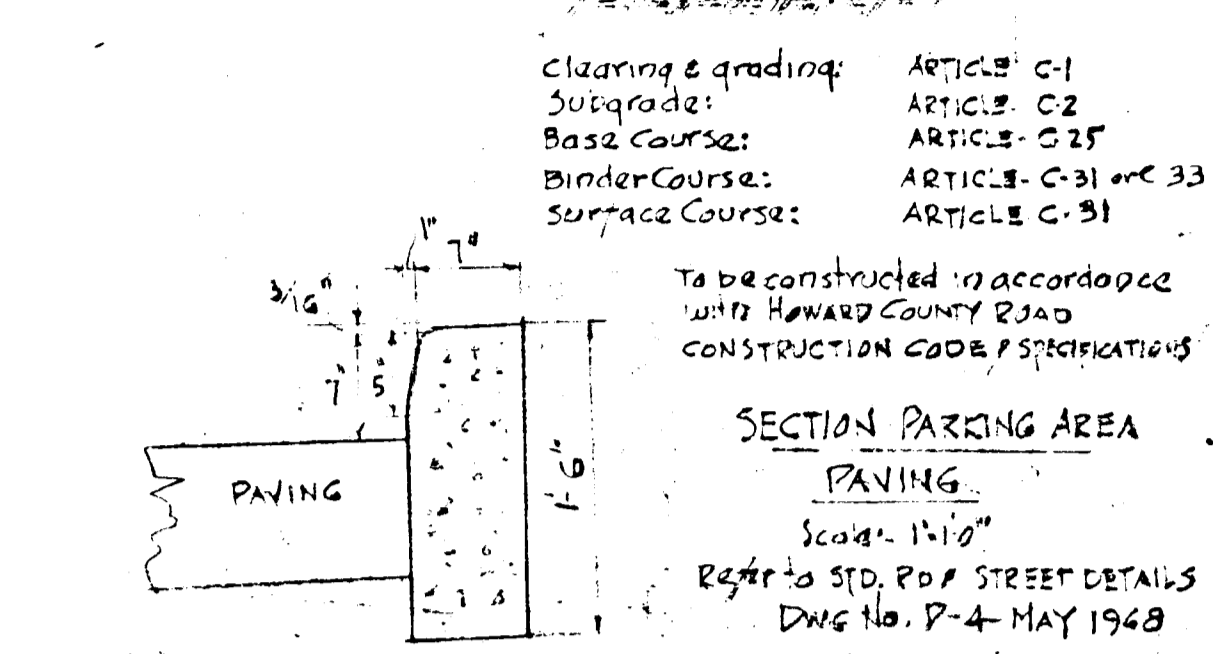 Clearing & grading: ARTICLE C-1
Subgrade: ARTICLE- C-2
Base Course: ARTICLE- C-25
Binder Course: ARTICLE- C-31 or 33
Surface Course: ARTICLE C-31
1"
7"
3/16"
7"
5"
1'-6"
PAVING
To be constructed in accordance
with HOWARD COUNTY ROAD
CONSTRUCTION CODE & SPECIFICATIONS
SECTION PARKING AREA
PAVING
Scale- 1"=1'-0"
Refer to STD. STREET DETAILS
DWG No. MAY 1968